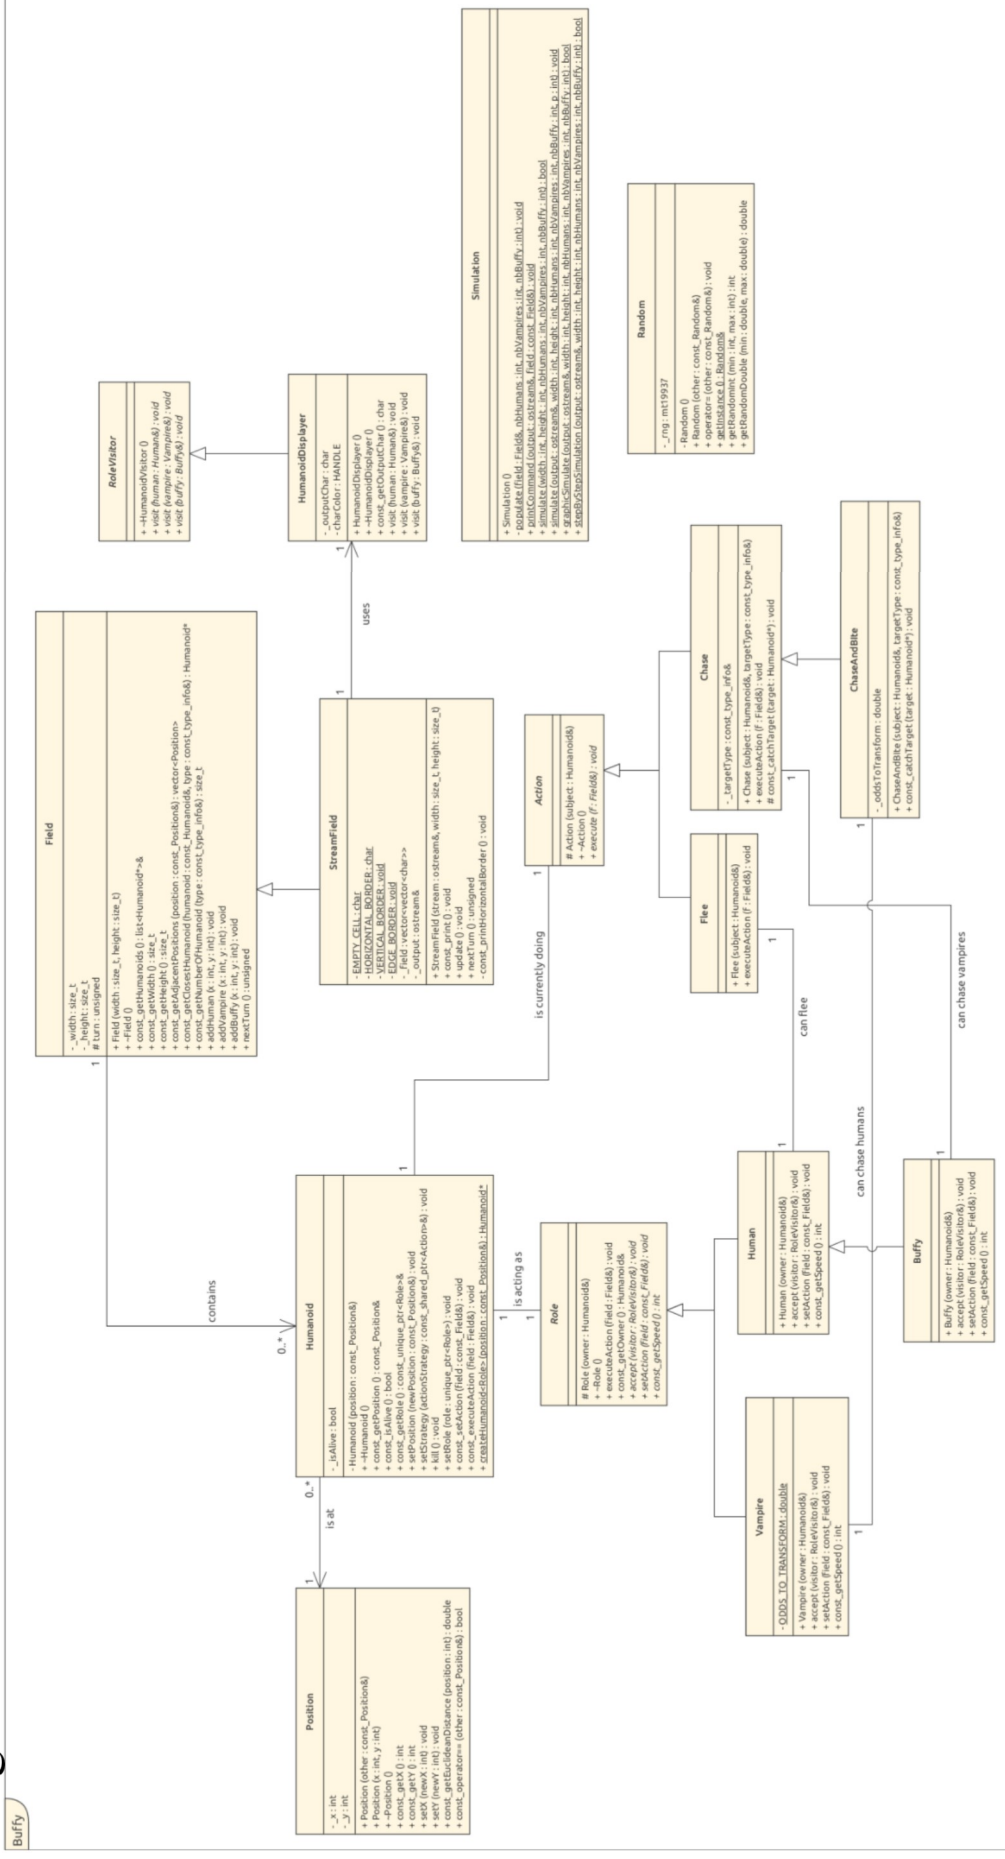 Buffy
Position
- _x : int
- _y : int
+ Position (other : const_Position&)
+ Position (x : int, y : int)
+ ~Position ()
+ const_getX () : int
+ const_getY () : int
+ setX (newX : int) : void
+ setY (newY : int) : void
+ const_getEuclideanDistance (position : int) : double
+ const_operator== (other : const_Position&) : bool
0..*
is at
1
Humanoid
- _isAlive : bool
- Humanoid (position : const_Position&)
+ ~Humanoid ()
+ const_getPosition () : const_Position&
+ const_isAlive () : bool
+ const_getRole () : const_unique_ptr<Role>&
+ setPosition (newPosition : const_Position&) : void
+ setStrategy (actionStrategy : const_shared_ptr<Action>&) : void
+ kill () : void
+ setRole (role : unique_ptr<Role>) : void
+ const_setAction (field : const_Field&) : void
+ const_executeAction (field : Field&) : void
+ createHumanoid<Role> (position : const_Position&) : Humanoid*
0..*
contains
1
Field
- _width : size_t
- _height : size_t
# turn : unsigned
+ Field (width : size_t, height : size_t)
+ ~Field ()
+ const_getHumanoids () : list<Humanoid*>&
+ const_getWidth () : size_t
+ const_getHeight () : size_t
+ const_getAdjacentPositions (position : const_Position&) : vector<Position>
+ const_getClosestHumanoid (humanoid : const_Humanoid&, type : const_type_info&) : Humanoid*
+ const_getNumberOfHumanoid (type : const_type_info&) : size_t
+ addHuman (x : int, y : int) : void
+ addVampire (x : int, y : int) : void
+ addBuffy (x : int, y : int) : void
+ nextTurn () : unsigned
StreamField
- EMPTY_CELL : char
- HORIZONTAL_BORDER : char
- VERTICAL_BORDER : void
- EDGE_BORDER : void
- _field : vector<vector<char>>
- _output : ostream&
+ StreamField (stream : ostream&, width : size_t, height : size_t)
+ const_print () : void
+ update () : void
+ nextTurn () : unsigned
- const_printHorizontalBorder () : void
1
uses
1
RoleVisitor
+ ~HumanoidVisitor ()
+ visit (human : Human&) : void
+ visit (vampire : Vampire&) : void
+ visit (buffy : Buffy&) : void
HumanoidDisplayer
- _outputChar : char
- charColor : HANDLE
+ HumanoidDisplayer ()
+ ~HumanoidDisplayer ()
+ const_getOutputChar () : char
+ visit (human : Human&) : void
+ visit (vampire : Vampire&) : void
+ visit (buffy : Buffy&) : void
Simulation
+ Simulation ()
- populate (field : Field&, nbHumans : int, nbVampires : int, nbBuffy : int) : void
+ printCommand (output : ostream&, field : const_Field&) : void
+ simulate (width : int, height : int, nbHumans : int, nbVampires : int, nbBuffy : int) : bool
+ simulate (output : ostream&, width : int, height : int, nbHumans : int, nbVampires : int, nbBuffy : int, p : int) : void
+ graphicSimulate (output : ostream&, width : int, height : int, nbHumans : int, nbVampires : int, nbBuffy : int) : bool
+ stepByStepSimulation (output : ostream&, width : int, height : int, nbHumans : int, nbVampires : int, nbBuffy : int) : bool
Random
- _rng : mt19937
- Random ()
+ Random (other : const_Random&)
+ operator= (other : const_Random&) : void
+ getInstance () : Random&
+ getRandomInt (min : int, max : int) : int
+ getRandomDouble (min : double, max : double) : double
1
is acting as
1
Role
# Role (owner : Humanoid&)
+ ~Role ()
+ executeAction (Field : Field&) : void
+ const_getOwner () : Humanoid&
+ accept (visitor : RoleVisitor&) : void
+ setAction (field : const_Field&) : void
+ const_getSpeed () : int
1
is currently doing
1
Action
# Action (subject : Humanoid&)
+ ~Action ()
+ execute (f : Field&) : void
Vampire
- ODDS_TO_TRANSFORM : double
+ Vampire (owner : Humanoid&)
+ accept (visitor : RoleVisitor&) : void
+ setAction (field : const_Field&) : void
+ const_getSpeed () : int
1
can chase humans
1
Human
+ Human (owner : Humanoid&)
+ accept (visitor : RoleVisitor&) : void
+ setAction (field : const_Field&) : void
+ const_getSpeed () : int
1
can flee
1
Flee
+ Flee (subject : Humanoid&)
+ executeAction (f : Field&) : void
Chase
- _targetType : const_type_info&
+ Chase (subject : Humanoid&, targetType : const_type_info&)
+ executeAction (f : Field&) : void
# const_catchTarget (target : Humanoid*) : void
1
ChaseAndBite
- _oddsToTransform : double
+ ChaseAndBite (subject : Humanoid&, targetType : const_type_info&)
+ const_catchTarget (target : Humanoid*) : void
Buffy
+ Buffy (owner : Humanoid&)
+ accept (visitor : RoleVisitor&) : void
+ setAction (field : const_Field&) : void
+ const_getSpeed () : int
1
can chase vampires